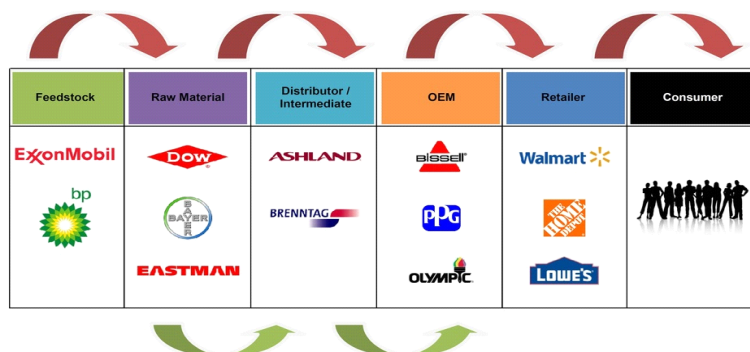 Feedstock
Raw Material
Distributor /
Intermediate
OEM
Retailer
Consumer
ExxonMobil
bp
Dow
BAYER
BAYER
EASTMAN
ASHLAND
BRENNTAG
BISSELL
PPG
OLYMPIC
Walmart
THE
HOME
DEPOT
LOWE'S